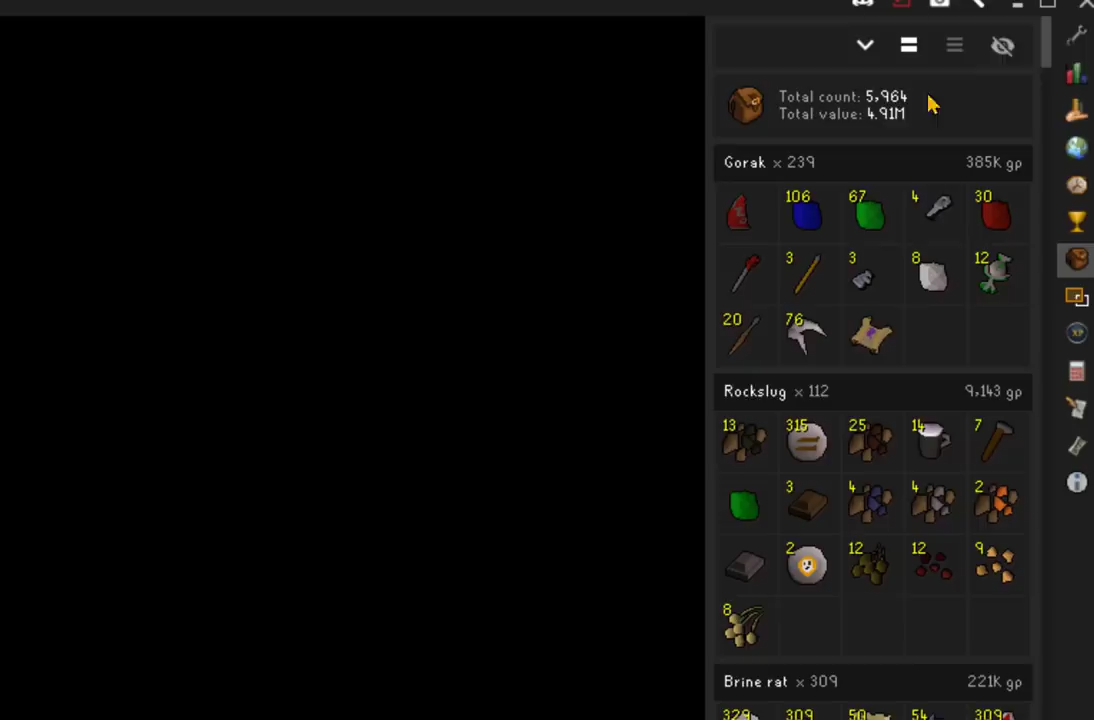 Total count: 5,964
Total value: 4.91M
Gorak x 239 385K gp
106 67 4 30
3 3 8 12
20 76
Rockslug x 112 9,143 gp
13 315 25 14 7
3 4 4 2
2 12 12 9
8
Brine rat x 309 221K gp
329 309 50 54 309
XP